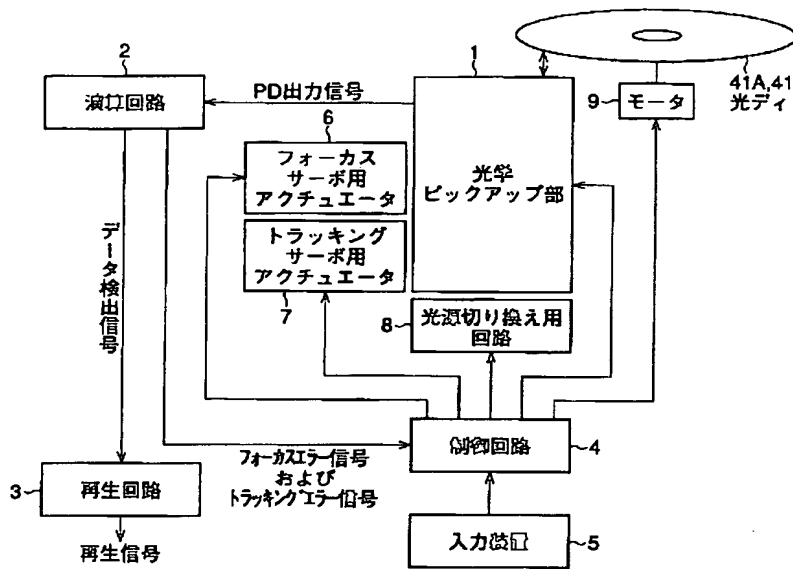 2
演算回路
PD出力信号
1
光学
ピックアップ部
41A,41
光ディ
9
モータ
6
フォーカス
サーボ用
アクチュエータ
トラッキング
サーボ用
アクチュエータ
7
8
光源切り換え用
回路
データ検出信号
制御回路
4
フォーカスエラー信号
および
トラッキングエラー信号
3
再生回路
再生信号
入力装置
5